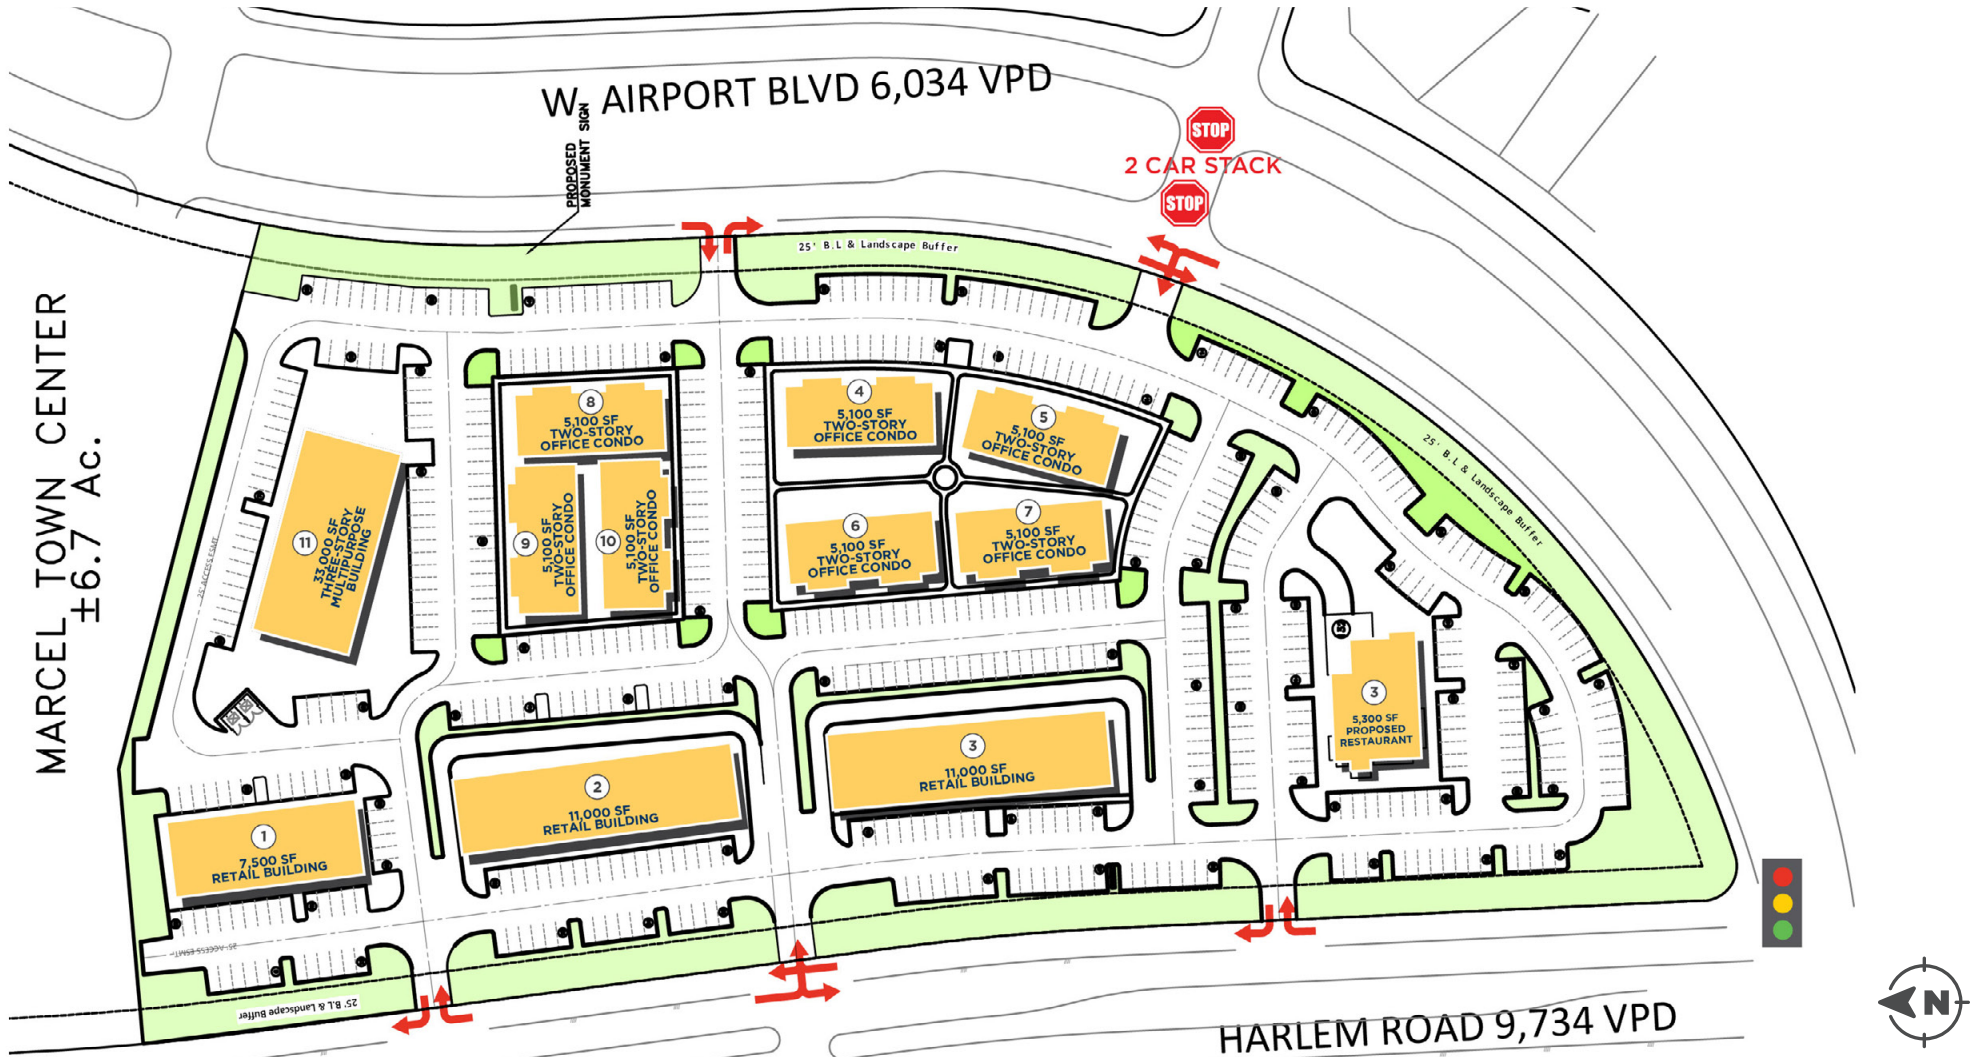 W. AIRPORT BLVD 6,034 VPD
PROPOSED
MONUMENT SIGN
STOP
2 CAR STACK
STOP
25' B.L & Landscape Buffer
MARCEL TOWN CENTER
±6.7 Ac.
8
5,100 SF
TWO-STORY
OFFICE CONDO
4
5,100 SF
TWO-STORY
OFFICE CONDO
5
5,100 SF
TWO-STORY
OFFICE CONDO
25' B.L & Landscape Buffer
11
33,000 SF
THREE-STORY
MULTIPURPOSE
BUILDING
9
5,100 SF
TWO-STORY
OFFICE CONDO
10
5,100 SF
TWO-STORY
OFFICE CONDO
6
5,100 SF
TWO-STORY
OFFICE CONDO
7
5,100 SF
TWO-STORY
OFFICE CONDO
25' ACCESS ESMT
3
5,300 SF
PROPOSED
RESTAURANT
1
7,500 SF
RETAIL BUILDING
2
11,000 SF
RETAIL BUILDING
3
11,000 SF
RETAIL BUILDING
25' ACCESS ESMT
25' B.L & Landscape Buffer
HARLEM ROAD 9,734 VPD
N